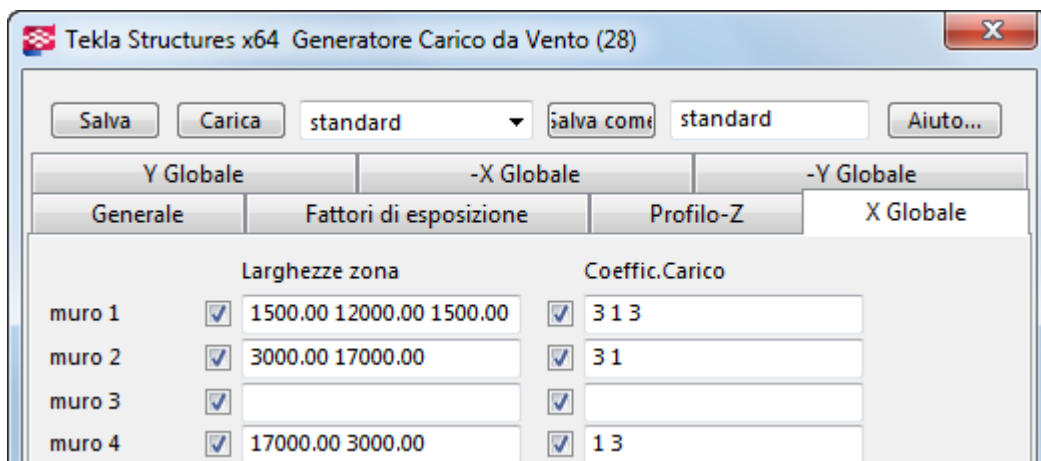 Tekla Structures x64 Generatore Carico da Vento (28)
Salva Carica standard Salva come standard Aiuto...
Y Globale -X Globale -Y Globale
Generale Fattori di esposizione Profilo-Z X Globale
Larghezze zona Coeffic.Carico
muro 1 1500.00 12000.00 1500.00 3 1 3
muro 2 3000.00 17000.00 3 1
muro 3
muro 4 17000.00 3000.00 1 3